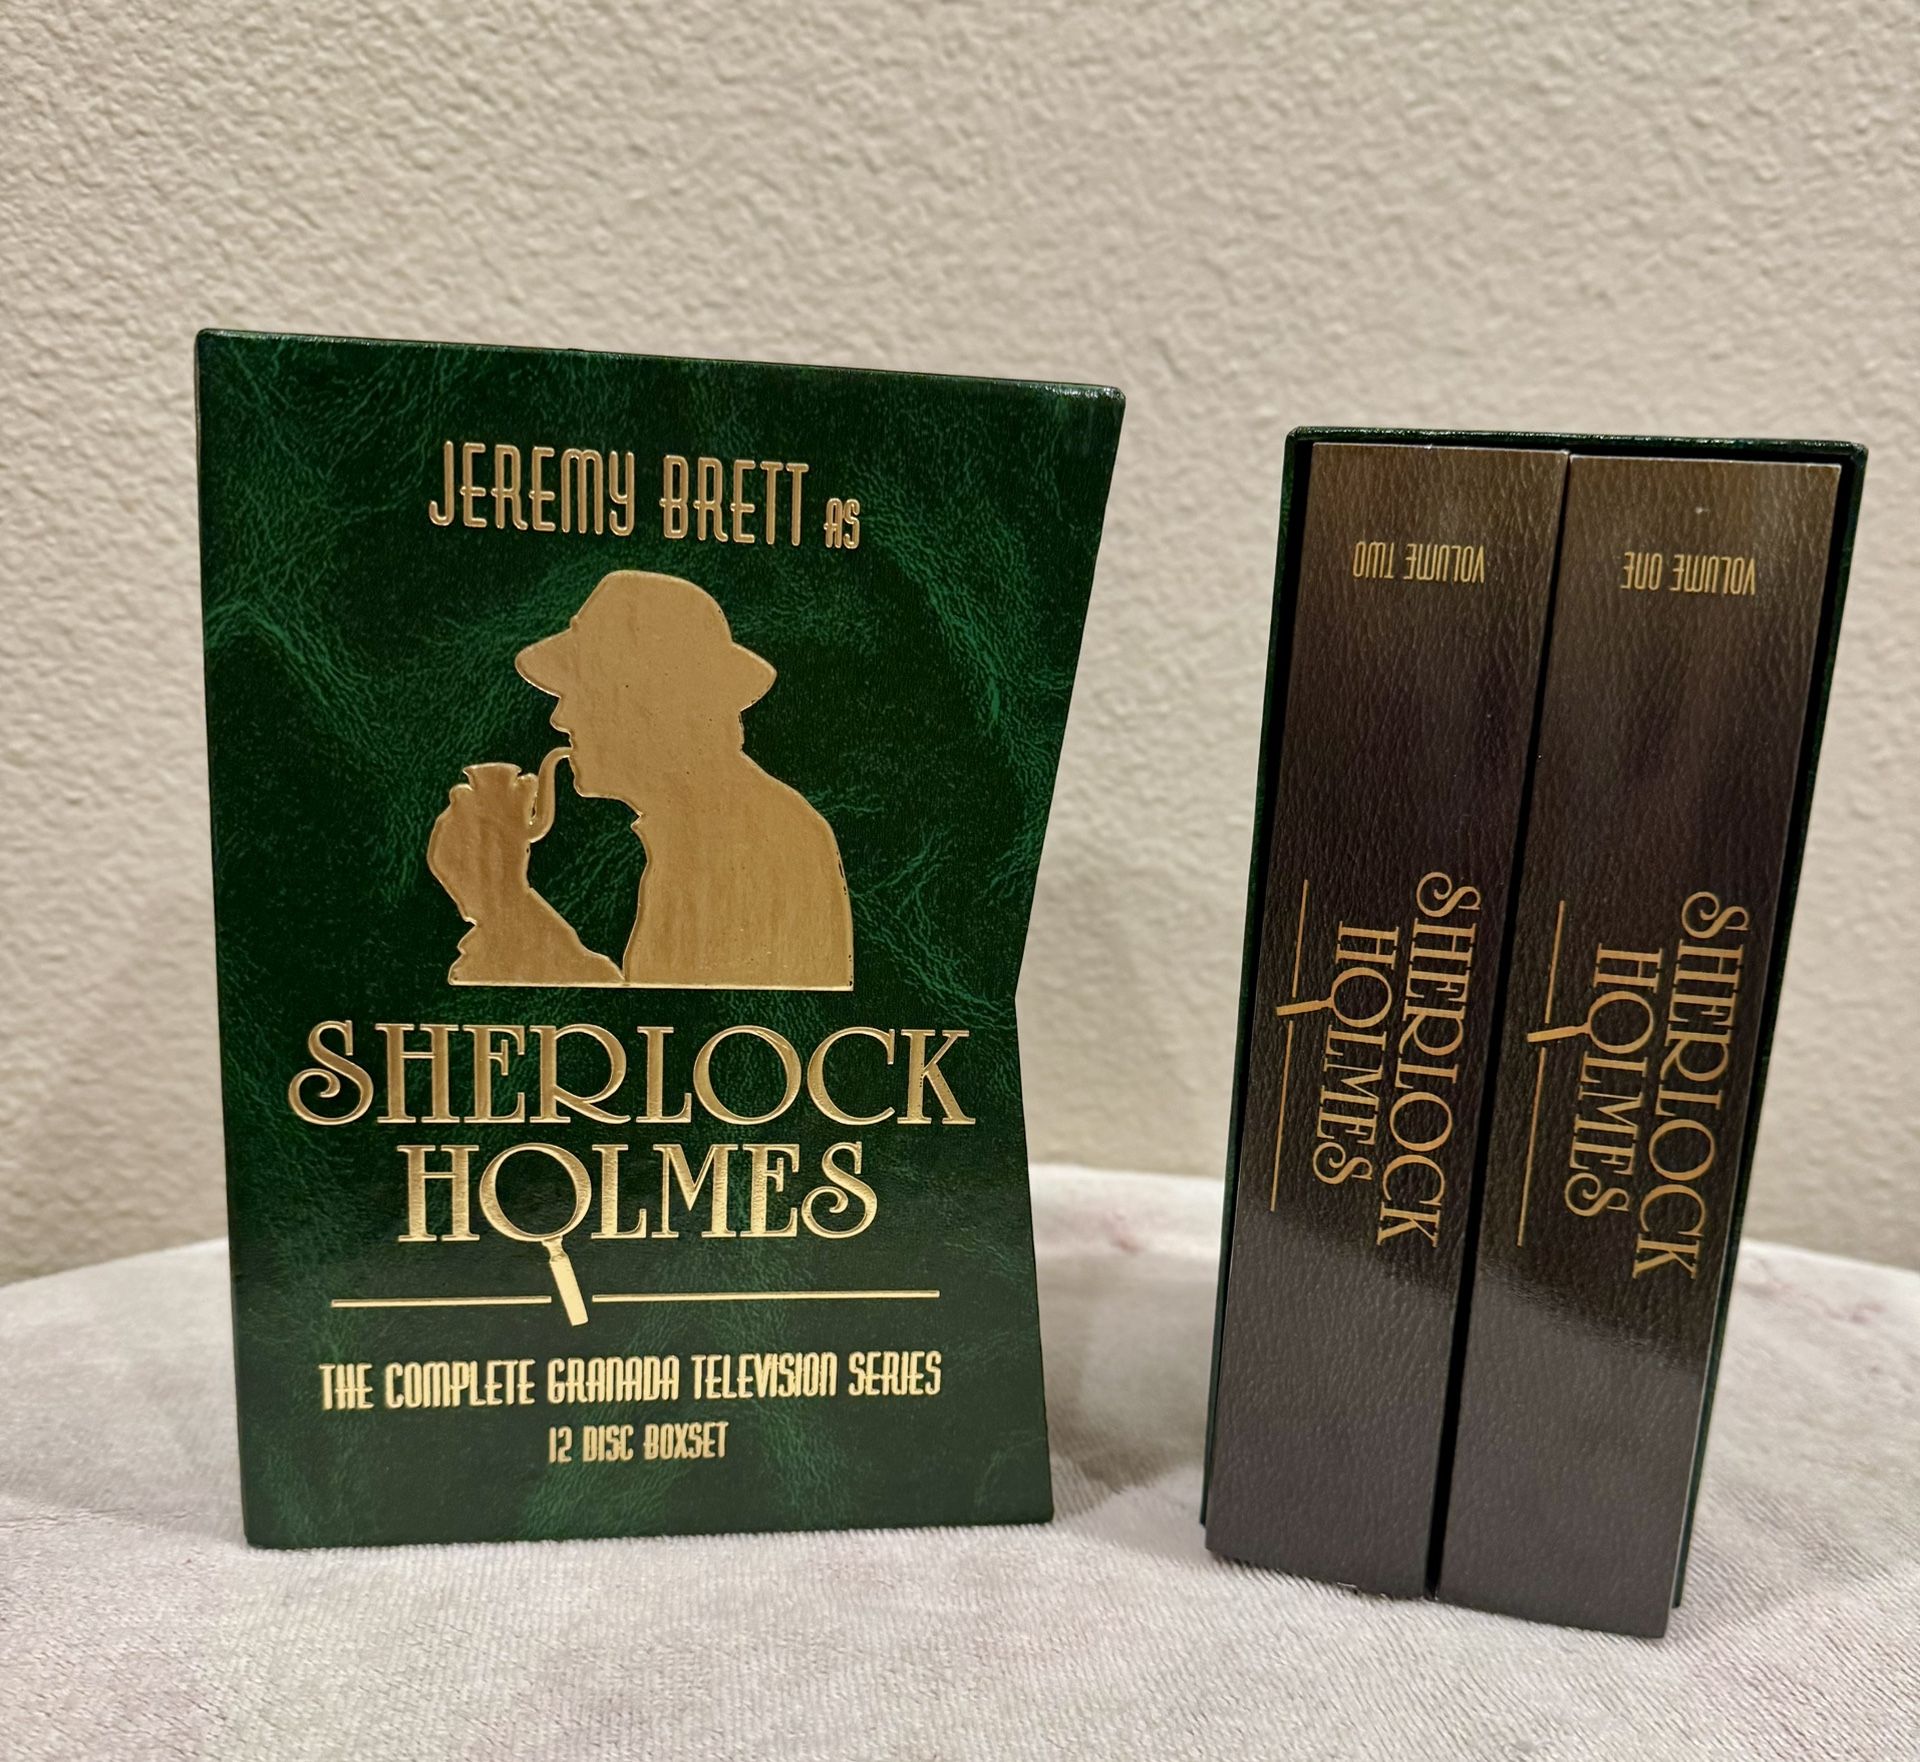 JEREMY BRETT AS
SHERLOCK
HOLMES
THE COMPLETE GRANADA TELEVISION SERIES
12 DISC BOXSET
VOLUME TWO
SHERLOCK
HOLMES
VOLUME ONE
SHERLOCK
HOLMES